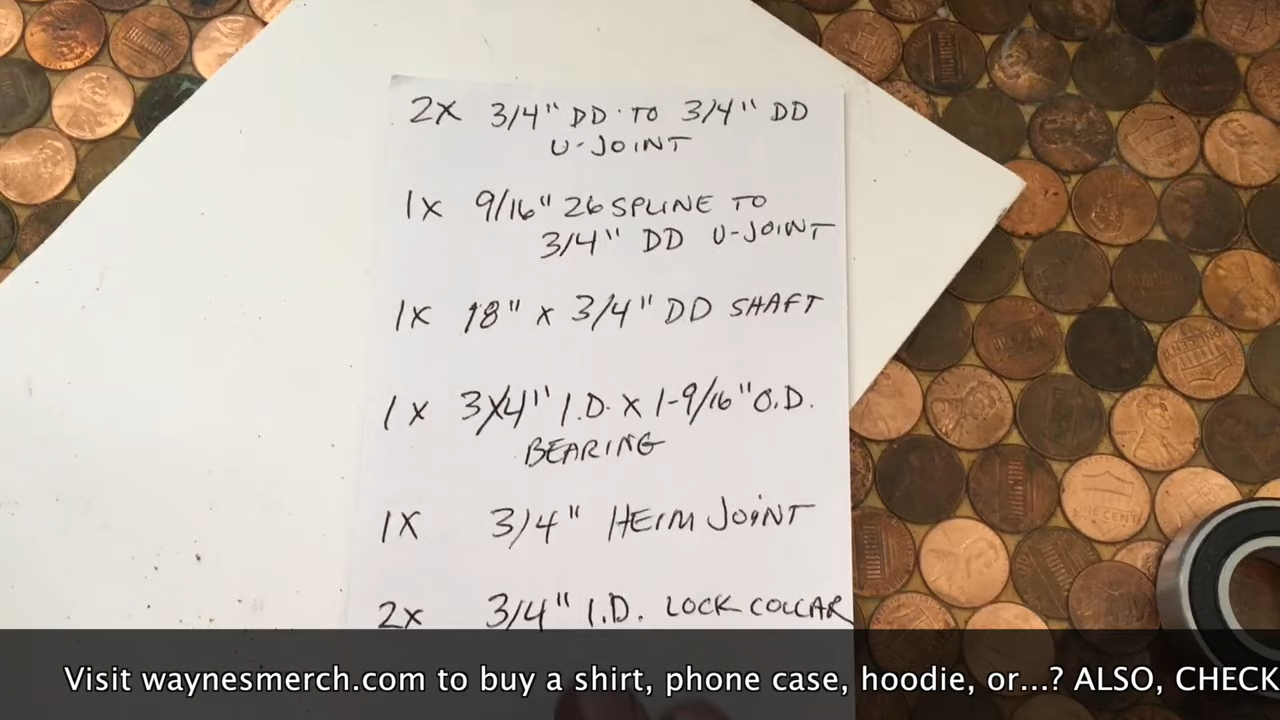 2X 3/4" DD TO 3/4" DD
U-JOINT
1X 9/16" 26 SPLINE TO
3/4" DD U-JOINT
1X 18" X 3/4" DD SHAFT
1X 3/4" I.D. X 1-9/16" O.D.
BEARING
1X 3/4" HEIM JOINT
2X 3/4" I.D. LOCK COLLAR
Visit waynesmerch.com to buy a shirt, phone case, hoodie, or...? ALSO, CHECK